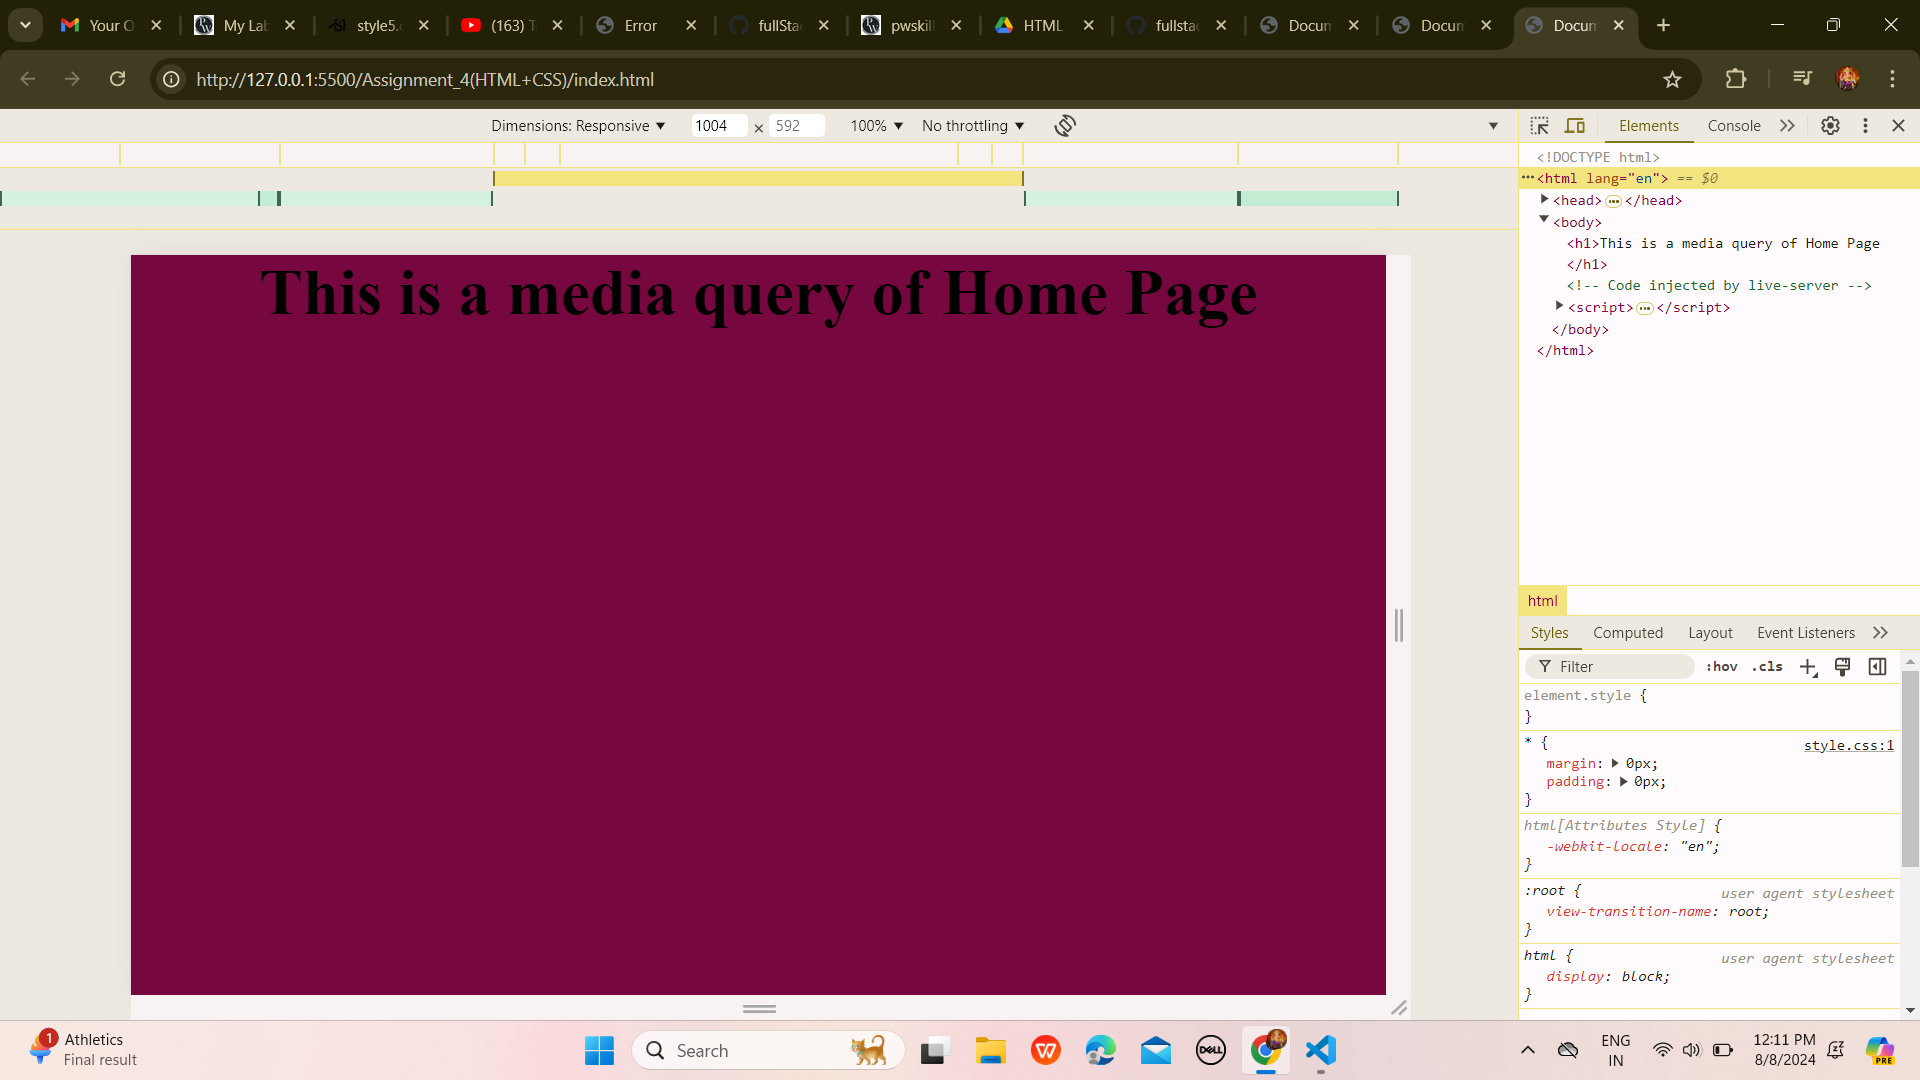 Your O
My Lab
style5.c
(163) T
Error
fullSta
pwskill
HTML
fullsta
Docum
Docum
Docum
http://127.0.0.1:5500/Assignment_4(HTML+CSS)/index.html
Dimensions: Responsive 1004 × 592 100% No throttling
Elements Console
<!DOCTYPE html>
<html lang="en"> == $0
<head> ••• </head>
<body>
<h1>This is a media query of Home Page
</h1>
<!-- Code injected by live-server -->
<script> ••• </script>
</body>
</html>
This is a media query of Home Page
html
Styles Computed Layout Event Listeners
Filter :hov .cls
element.style {
}
* { style.css:1
margin: 0px;
padding: 0px;
}
html[Attributes Style] {
-webkit-locale: "en";
}
:root { user agent stylesheet
view-transition-name: root;
}
html { user agent stylesheet
display: block;
}
1
Athletics
Final result
Search
DELL
PRE
ENG
IN
12:11 PM
8/8/2024